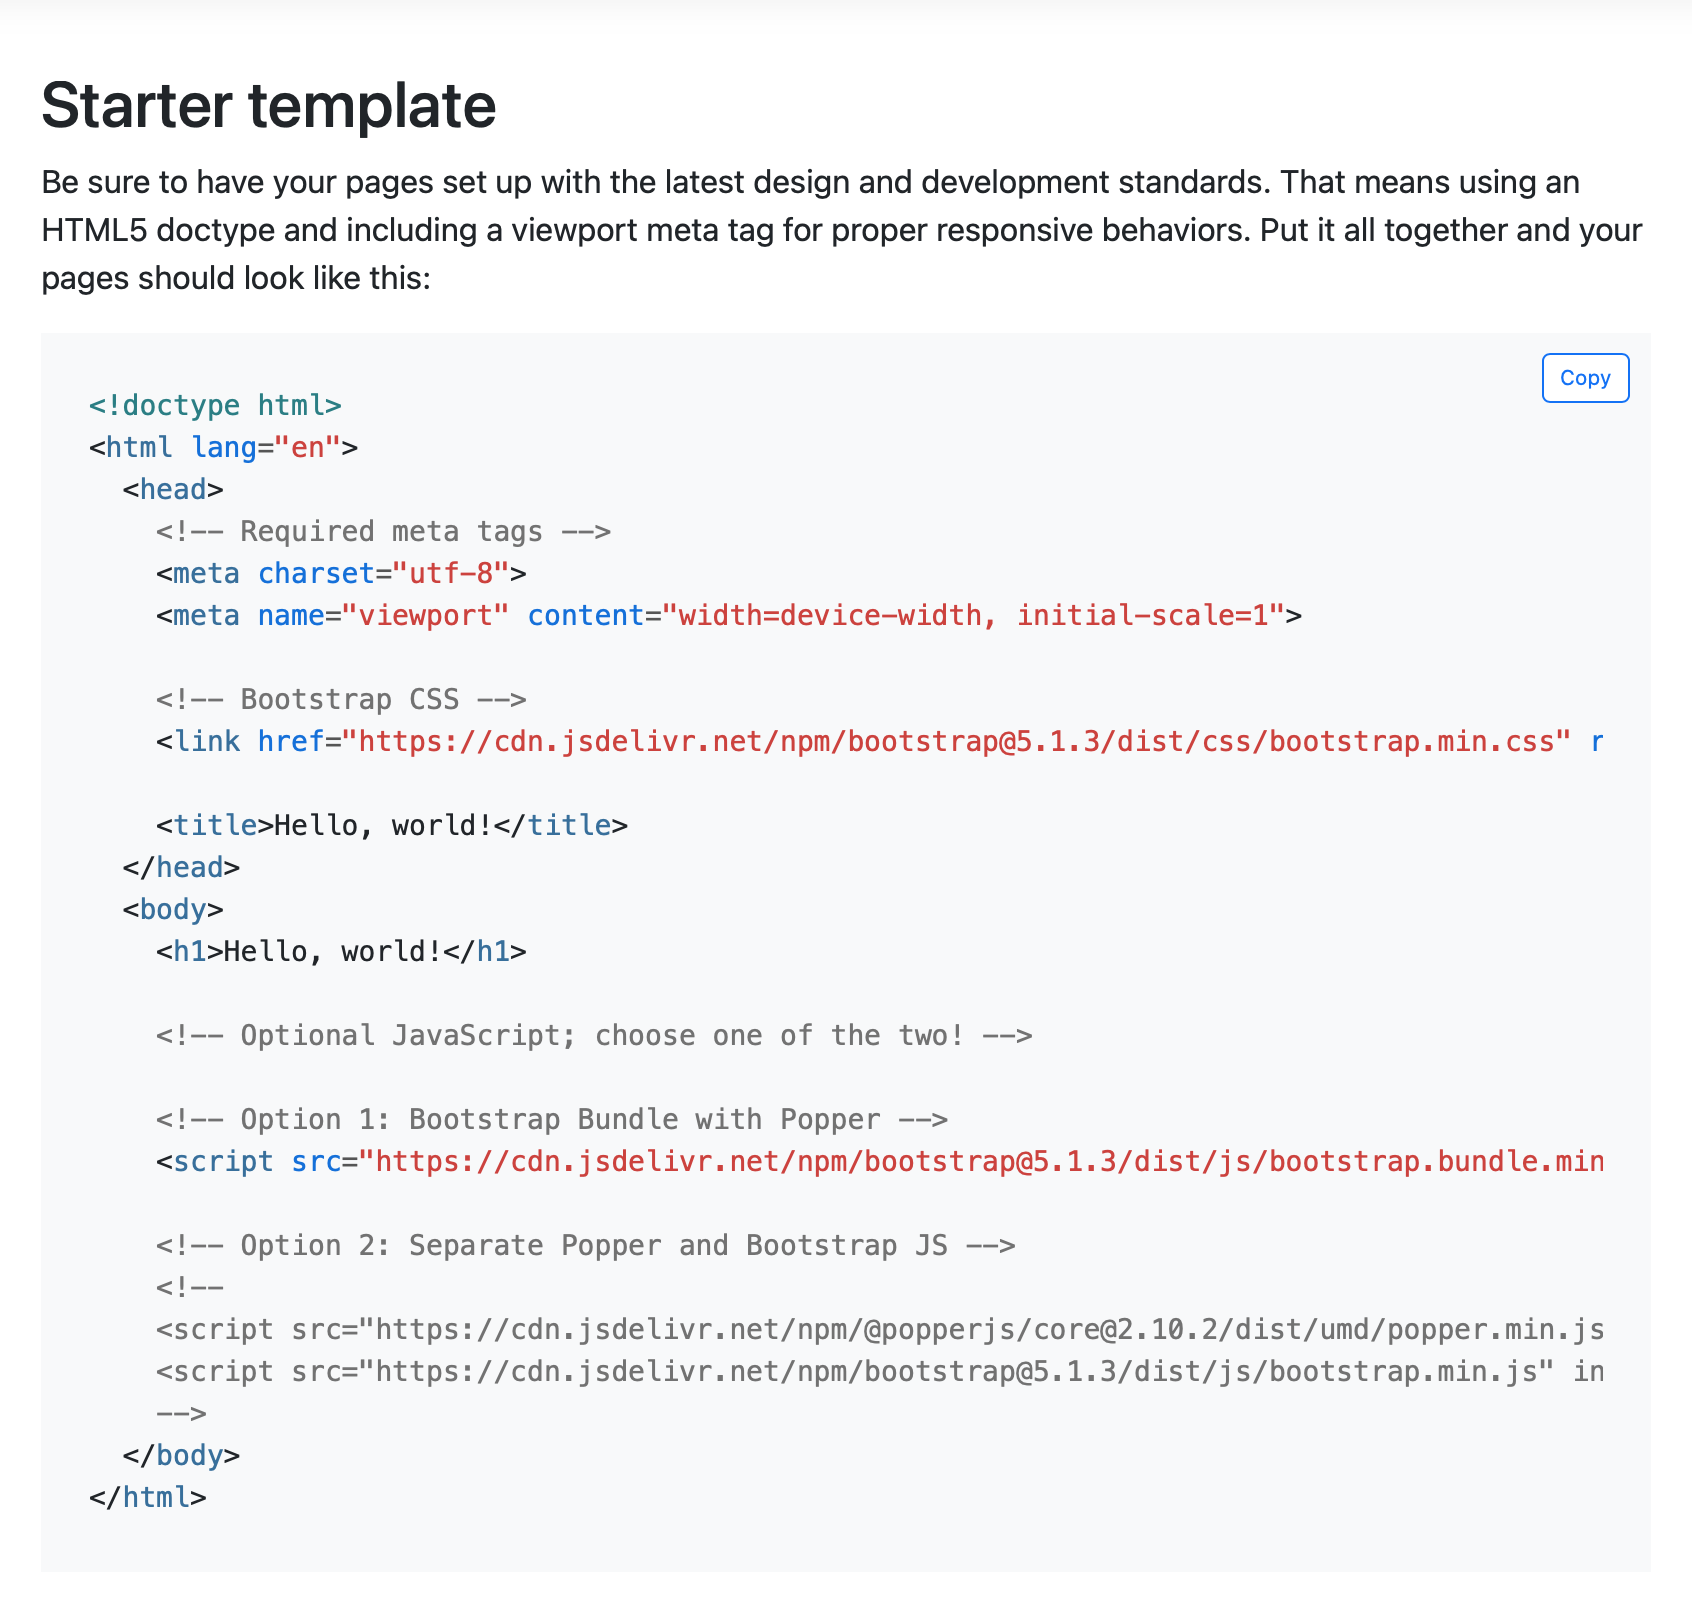 Starter template
Be sure to have your pages set up with the latest design and development standards. That means using an
HTML5 doctype and including a viewport meta tag for proper responsive behaviors. Put it all together and your
pages should look like this:
Copy
<!doctype html>
<html lang="en">
  <head>
    <!-- Required meta tags -->
    <meta charset="utf-8">
    <meta name="viewport" content="width=device-width, initial-scale=1">

    <!-- Bootstrap CSS -->
    <link href="https://cdn.jsdelivr.net/npm/bootstrap@5.1.3/dist/css/bootstrap.min.css" r

    <title>Hello, world!</title>
  </head>
  <body>
    <h1>Hello, world!</h1>

    <!-- Optional JavaScript; choose one of the two! -->

    <!-- Option 1: Bootstrap Bundle with Popper -->
    <script src="https://cdn.jsdelivr.net/npm/bootstrap@5.1.3/dist/js/bootstrap.bundle.min

    <!-- Option 2: Separate Popper and Bootstrap JS -->
    <!--
    <script src="https://cdn.jsdelivr.net/npm/@popperjs/core@2.10.2/dist/umd/popper.min.js
    <script src="https://cdn.jsdelivr.net/npm/bootstrap@5.1.3/dist/js/bootstrap.min.js" in
    -->
  </body>
</html>